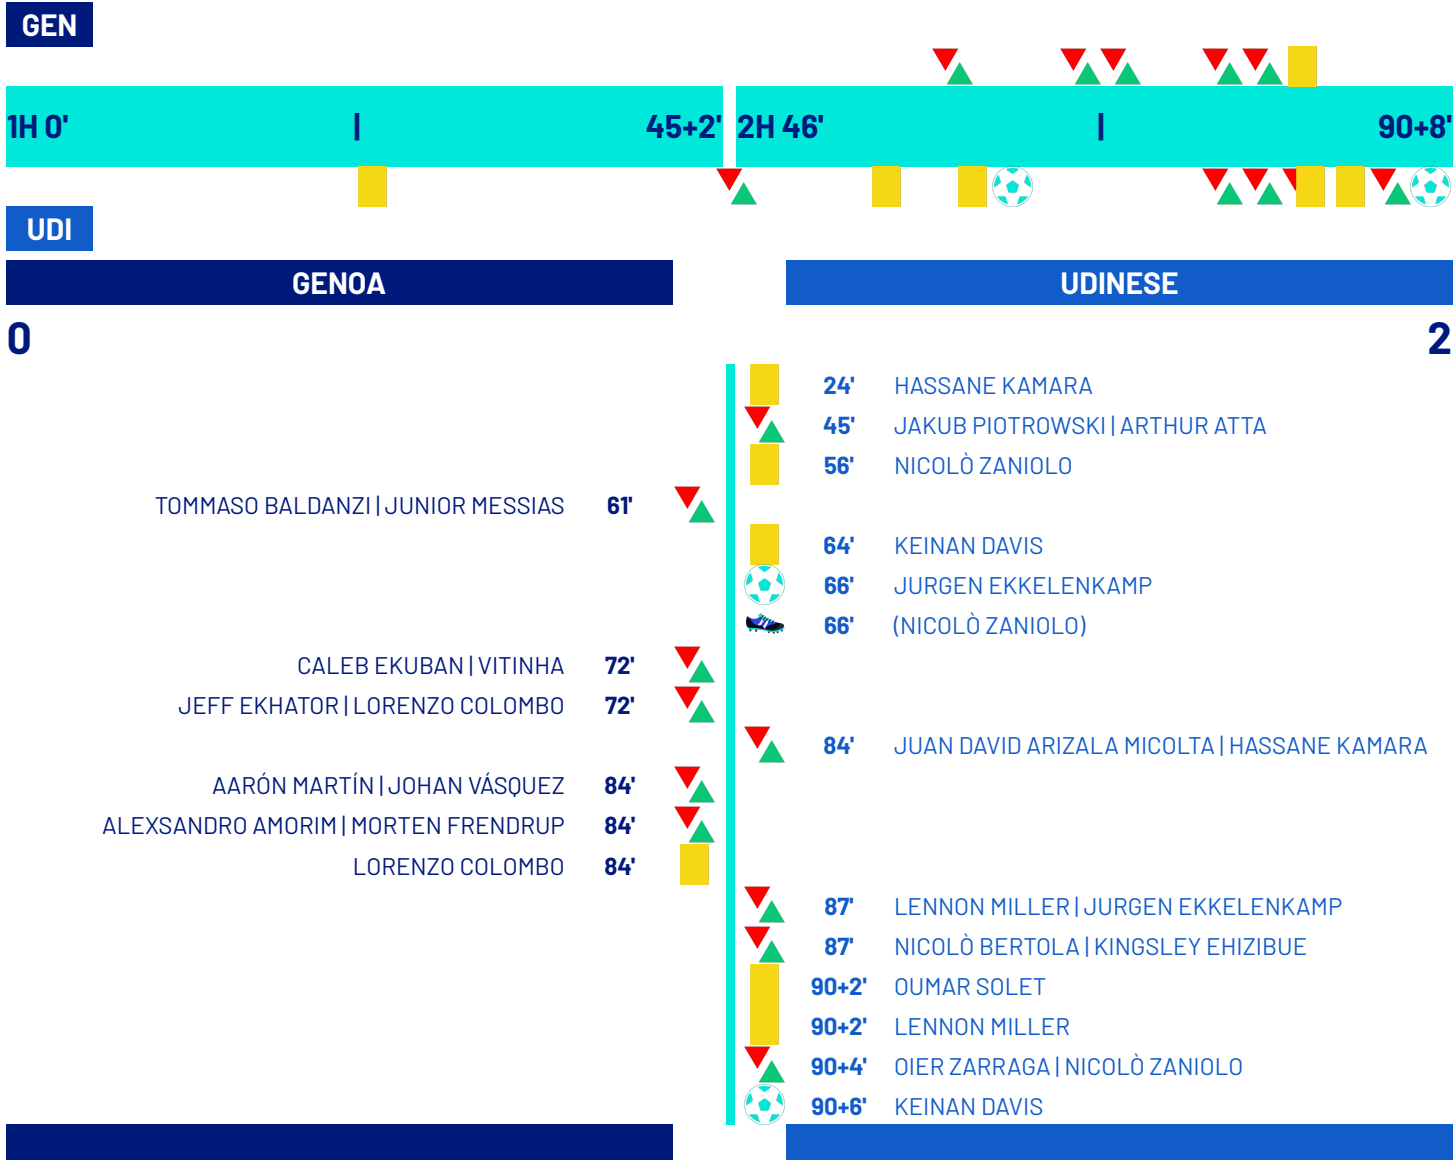 GEN
1H 0' | 45+2' 2H 46' | 90+8'
UDI
GENOA UDINESE
0 2
24' HASSANE KAMARA
45' JAKUB PIOTROWSKI | ARTHUR ATTA
56' NICOLÒ ZANIOLO
TOMMASO BALDANZI | JUNIOR MESSIAS 61'
64' KEINAN DAVIS
66' JURGEN EKKELENKAMP
66' (NICOLÒ ZANIOLO)
CALEB EKUBAN | VITINHA 72'
JEFF EKHATOR | LORENZO COLOMBO 72'
84' JUAN DAVID ARIZALA MICOLTA | HASSANE KAMARA
AARÓN MARTÍN | JOHAN VÁSQUEZ 84'
ALEXSANDRO AMORIM | MORTEN FRENDRUP 84'
LORENZO COLOMBO 84'
87' LENNON MILLER | JURGEN EKKELENKAMP
87' NICOLÒ BERTOLA | KINGSLEY EHIZIBUE
90+2' OUMAR SOLET
90+2' LENNON MILLER
90+4' OIER ZARRAGA | NICOLÒ ZANIOLO
90+6' KEINAN DAVIS